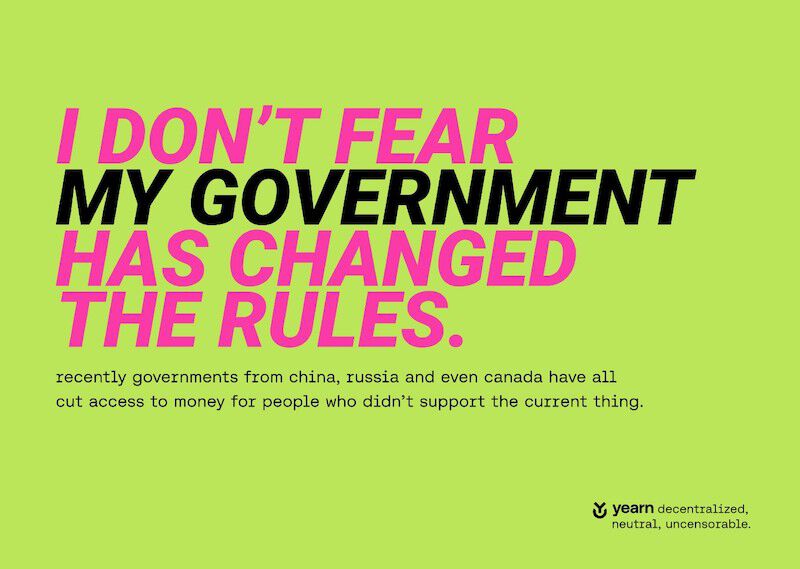 I DON’T FEAR
MY GOVERNMENT
HAS CHANGED
THE RULES.
recently governments from china, russia and even canada have all
cut access to money for people who didn’t support the current thing.
yearn decentralized,
neutral, uncensorable.